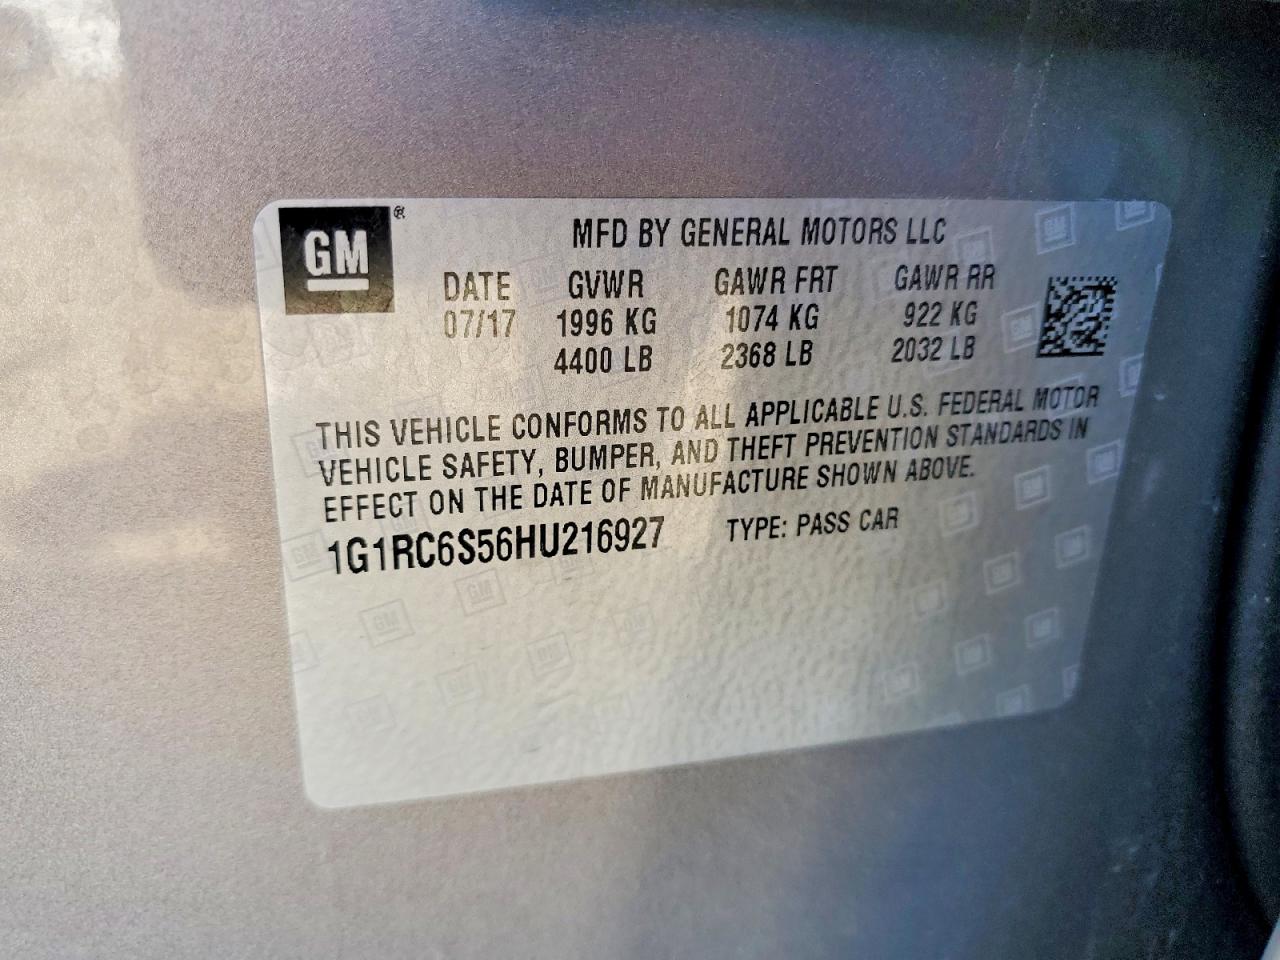 GM®
MFD BY GENERAL MOTORS LLC
DATE GVWR GAWR FRT GAWR RR
07/17 1996 KG 1074 KG 922 KG
4400 LB 2368 LB 2032 LB
THIS VEHICLE CONFORMS TO ALL APPLICABLE U.S. FEDERAL MOTOR
VEHICLE SAFETY, BUMPER, AND THEFT PREVENTION STANDARDS IN
EFFECT ON THE DATE OF MANUFACTURE SHOWN ABOVE.
1G1RC6S56HU216927 TYPE: PASS CAR